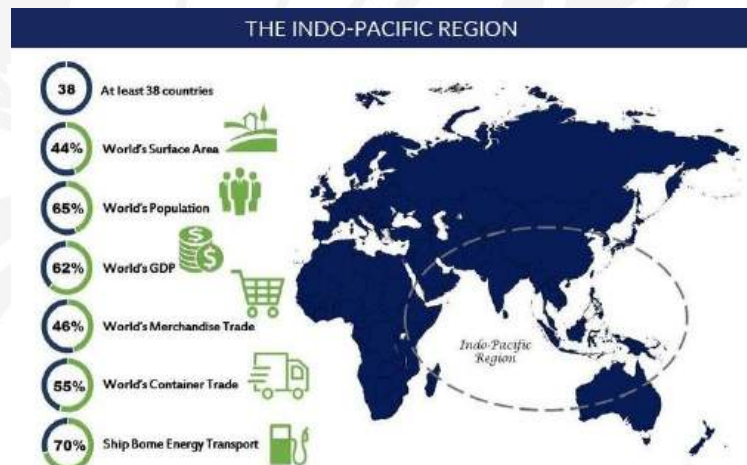 THE INDO-PACIFIC REGION
38 At least 38 countries
44% World's Surface Area
65% World's Population
62% World's GDP
46% World's Merchandise Trade
55% World's Container Trade
70% Ship Borne Energy Transport
Indo-Pacific
Region